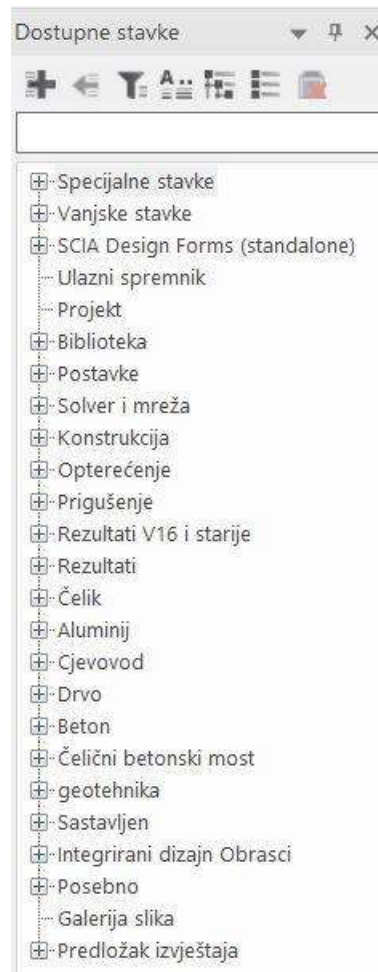 Dostupne stavke
Specijalne stavke
Vanjske stavke
SCIA Design Forms (standalone)
Ulazni spremnik
Projekt
Biblioteka
Postavke
Solver i mreža
Konstrukcija
Opterećenje
Prigušenje
Rezultati V16 i starije
Rezultati
Čelik
Aluminij
Cjevovod
Drvo
Beton
Čelični betonski most
geotehnika
Sastavljen
Integrirani dizajn Obrasci
Posebno
Galerija slika
Predložak izvještaja